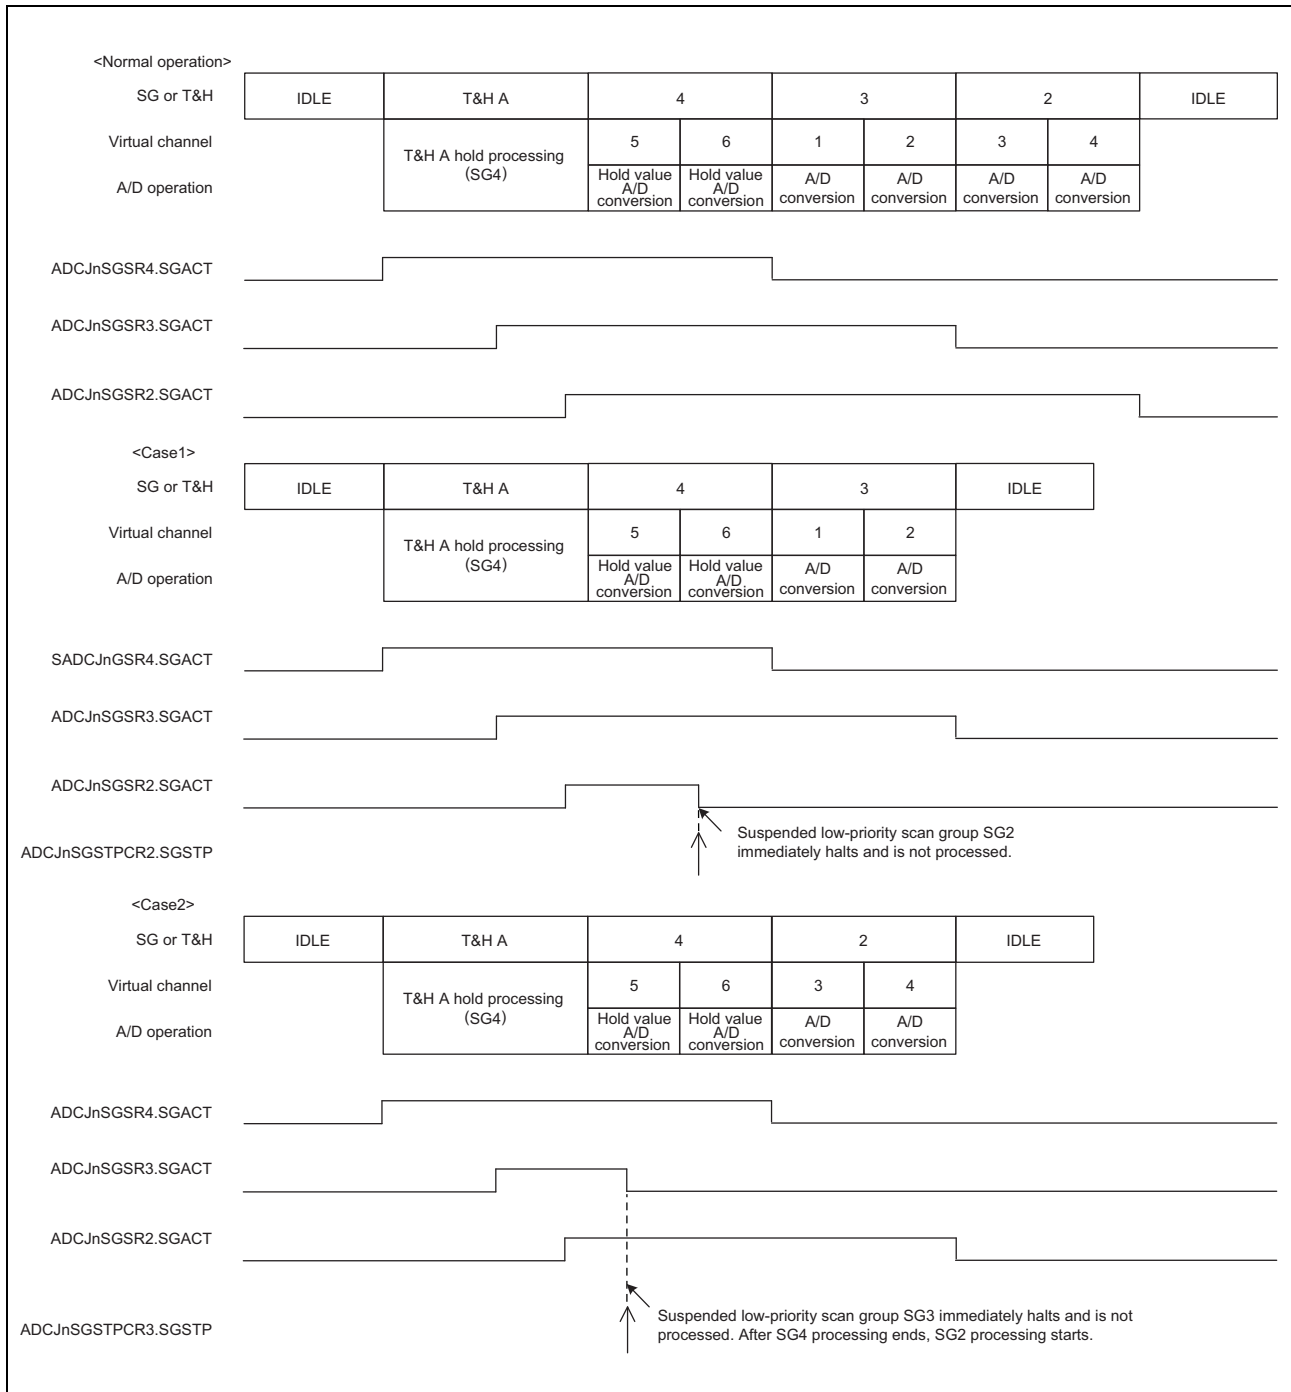 <Normal operation>
SG or T&H
IDLE
T&H A
4
3
2
IDLE
Virtual channel
T&H A hold processing
(SG4)
5
6
1
2
3
4
A/D operation
Hold value
A/D
conversion
Hold value
A/D
conversion
A/D
conversion
A/D
conversion
A/D
conversion
A/D
conversion
ADCJnSGSR4.SGACT
ADCJnSGSR3.SGACT
ADCJnSGSR2.SGACT
<Case1>
SG or T&H
IDLE
T&H A
4
3
IDLE
Virtual channel
T&H A hold processing
(SG4)
5
6
1
2
A/D operation
Hold value
A/D
conversion
Hold value
A/D
conversion
A/D
conversion
A/D
conversion
SADCJnGSR4.SGACT
ADCJnSGSR3.SGACT
ADCJnSGSR2.SGACT
Suspended low-priority scan group SG2
immediately halts and is not processed.
ADCJnSGSTPCR2.SGSTP
<Case2>
SG or T&H
IDLE
T&H A
4
2
IDLE
Virtual channel
T&H A hold processing
(SG4)
5
6
3
4
A/D operation
Hold value
A/D
conversion
Hold value
A/D
conversion
A/D
conversion
A/D
conversion
ADCJnSGSR4.SGACT
ADCJnSGSR3.SGACT
ADCJnSGSR2.SGACT
Suspended low-priority scan group SG3 immediately halts and is not
processed. After SG4 processing ends, SG2 processing starts.
ADCJnSGSTPCR3.SGSTP